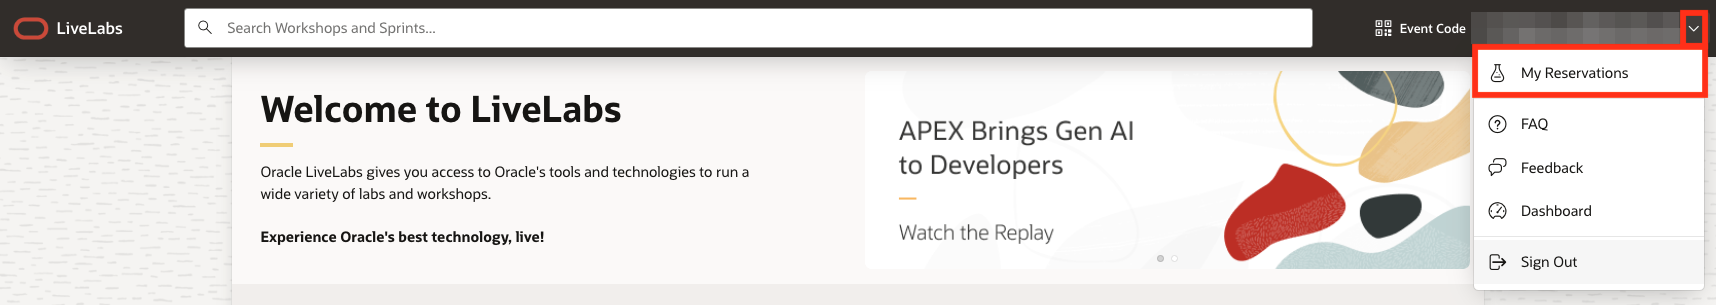 LiveLabs
Search Workshops and Sprints...
Event Code
Welcome to LiveLabs
Oracle LiveLabs gives you access to Oracle's tools and technologies to run a
wide variety of labs and workshops.
Experience Oracle's best technology, live!
APEX Brings Gen AI
to Developers
Watch the Replay
My Reservations
FAQ
Feedback
Dashboard
Sign Out